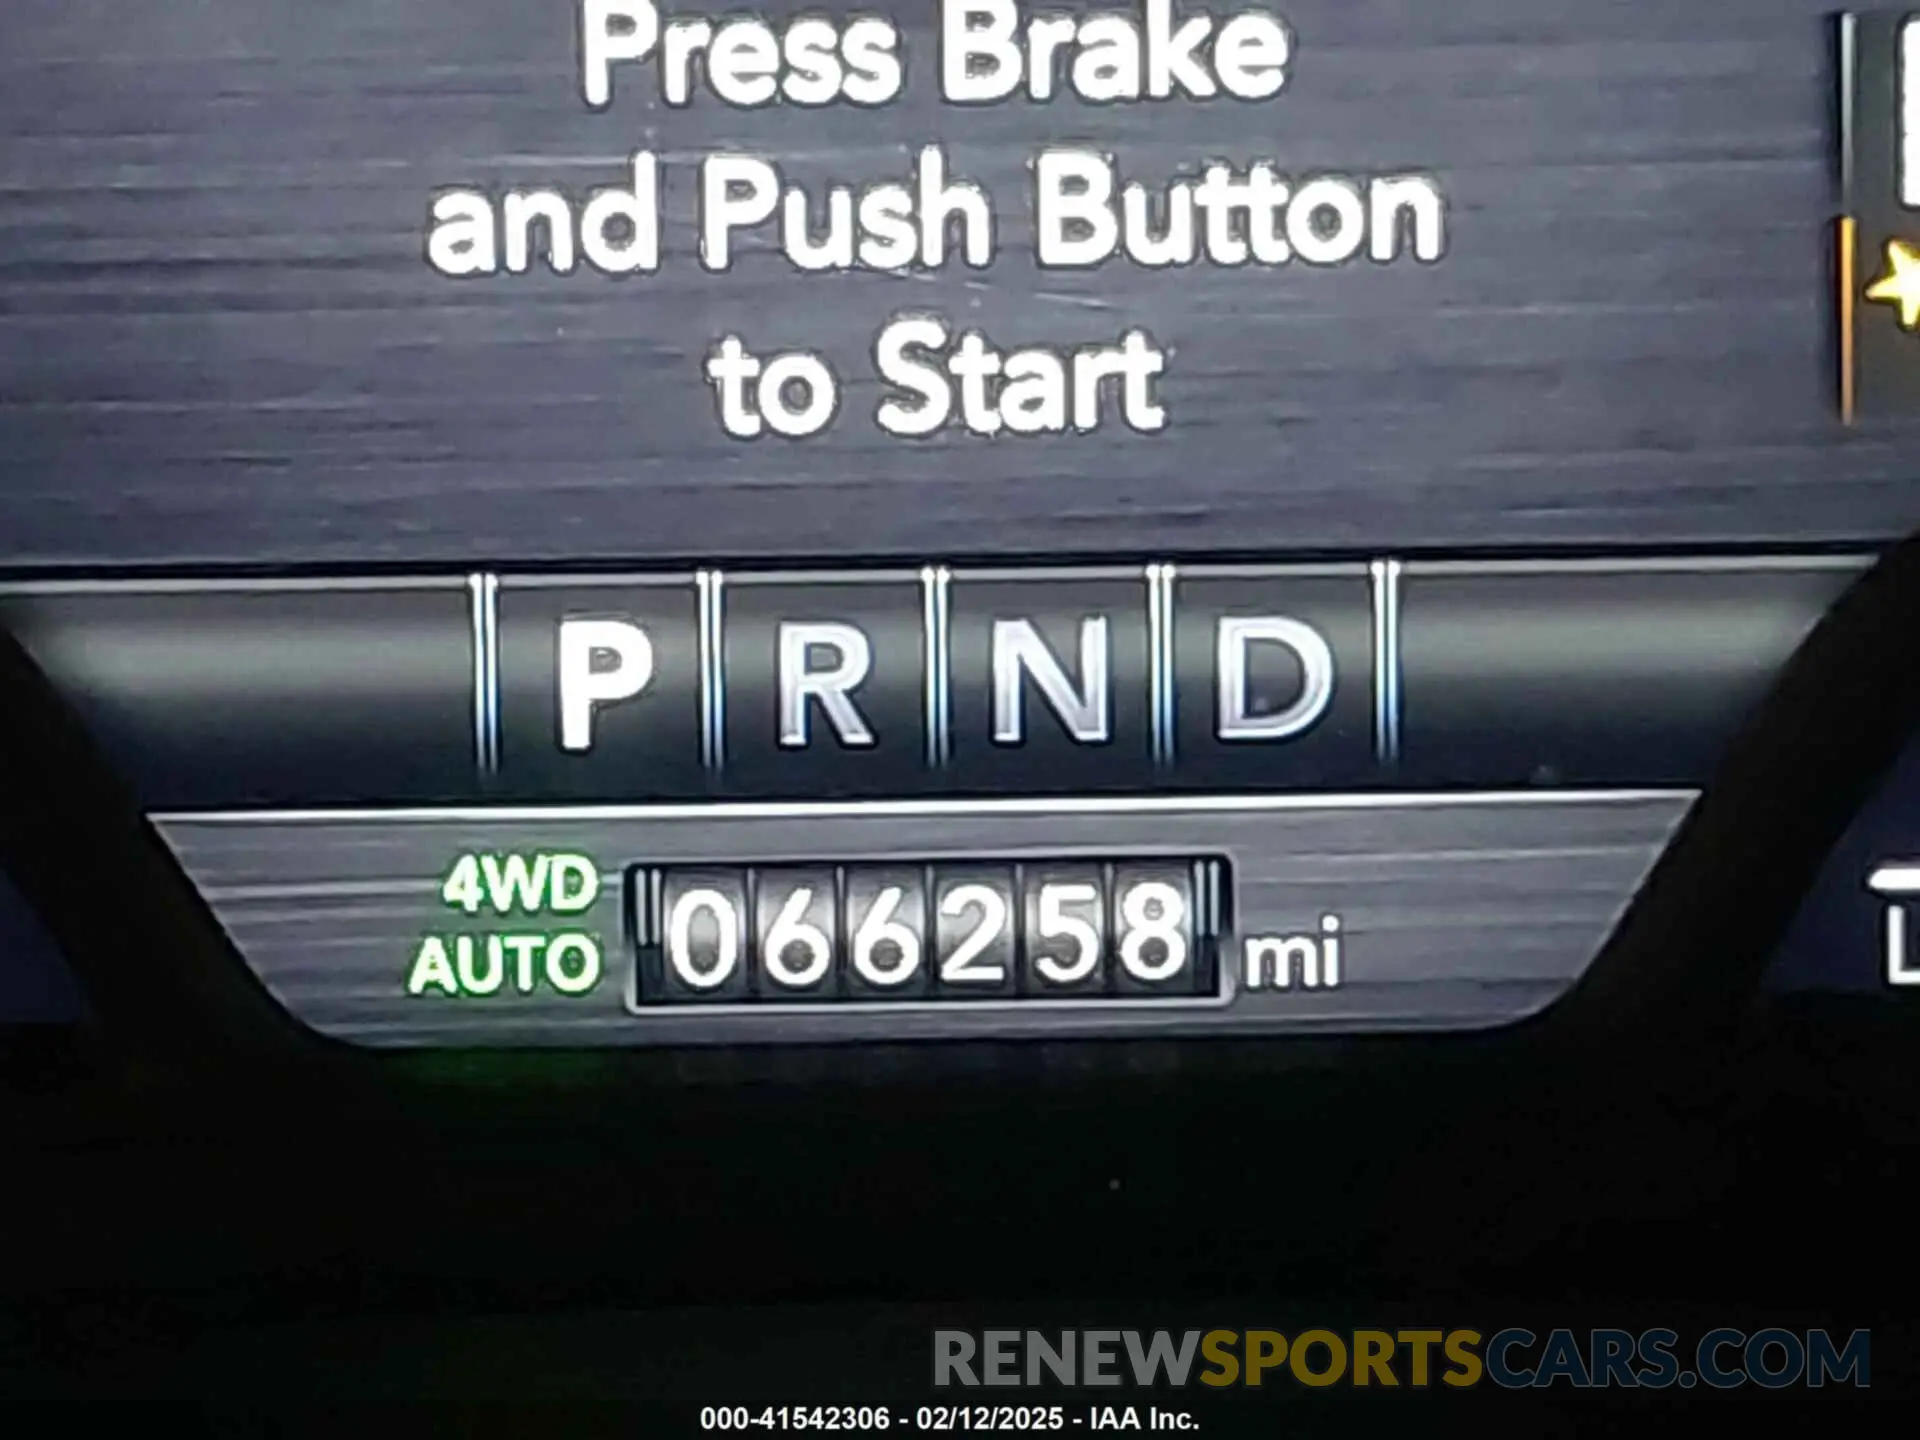 Press Brake
and Push Button
to Start
P R N D
4WD
AUTO
066258 mi
RENEWSPORTSCARS.COM
000-41542306 - 02/12/2025 - IAA Inc.